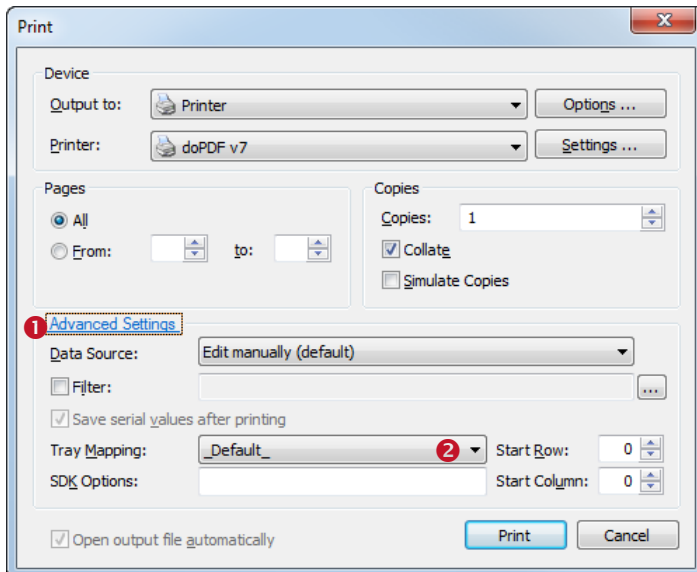 Print
Device
Output to: Printer Options ...
Printer: doPDF v7 Settings ...
Pages Copies
All Copies: 1
From: to: Collate
Simulate Copies
1 Advanced Settings
Data Source: Edit manually (default)
Filter: ...
Save serial values after printing
Tray Mapping: _Default_ 2 Start Row: 0
SDK Options: Start Column: 0
Open output file automatically Print Cancel